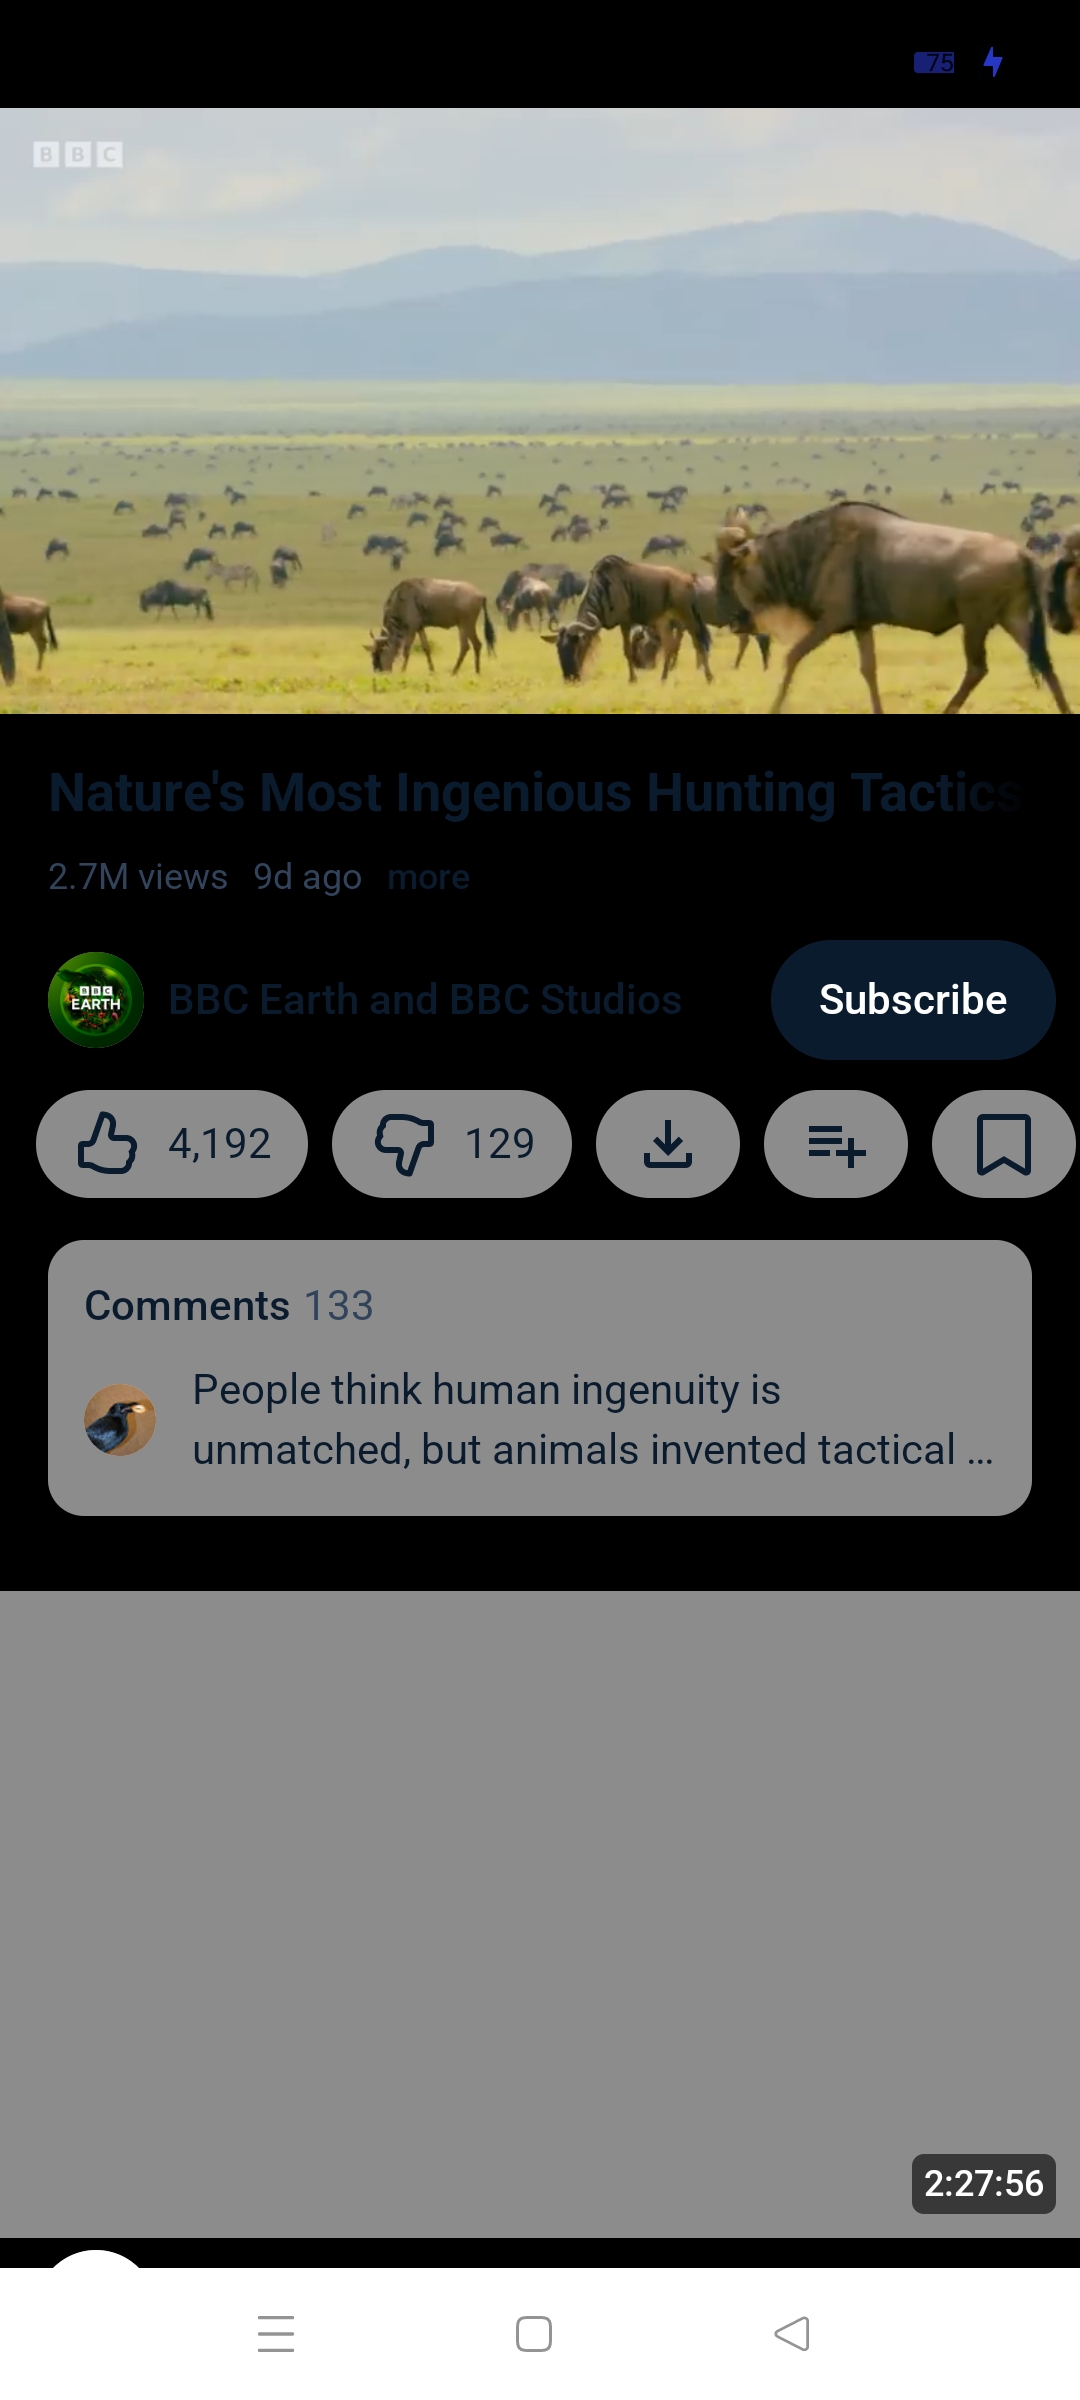 75
BBC
Nature's Most Ingenious Hunting Tactics
2.7M views 9d ago more
BBC EARTH
BBC Earth and BBC Studios
Subscribe
4,192
129
Comments 133
People think human ingenuity is
unmatched, but animals invented tactical ...
2:27:56